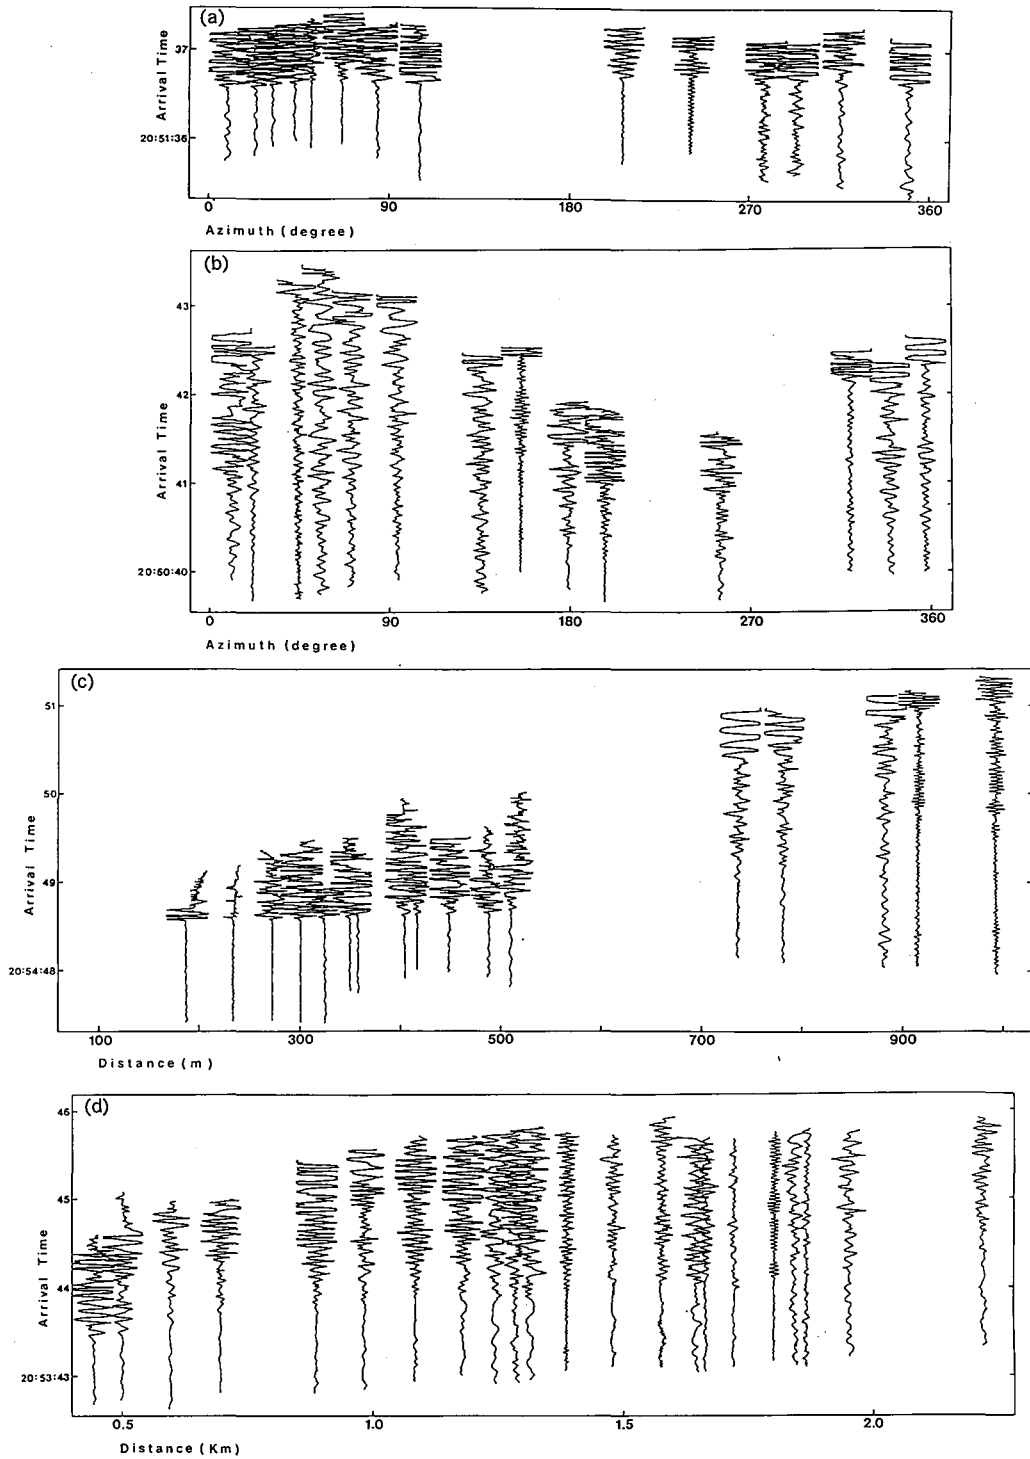 (a)
37
20:51:36
Arrival Time
0 90 180 270 360
Azimuth (degree)
(b)
43
42
41
20:50:40
Arrival Time
0 90 180 270 360
Azimuth (degree)
(c)
51
50
49
20:54:48
Arrival Time
100 300 500 700 900
Distance (m)
(d)
46
45
44
20:53:43
Arrival Time
0.5 1.0 1.5 2.0
Distance (Km)